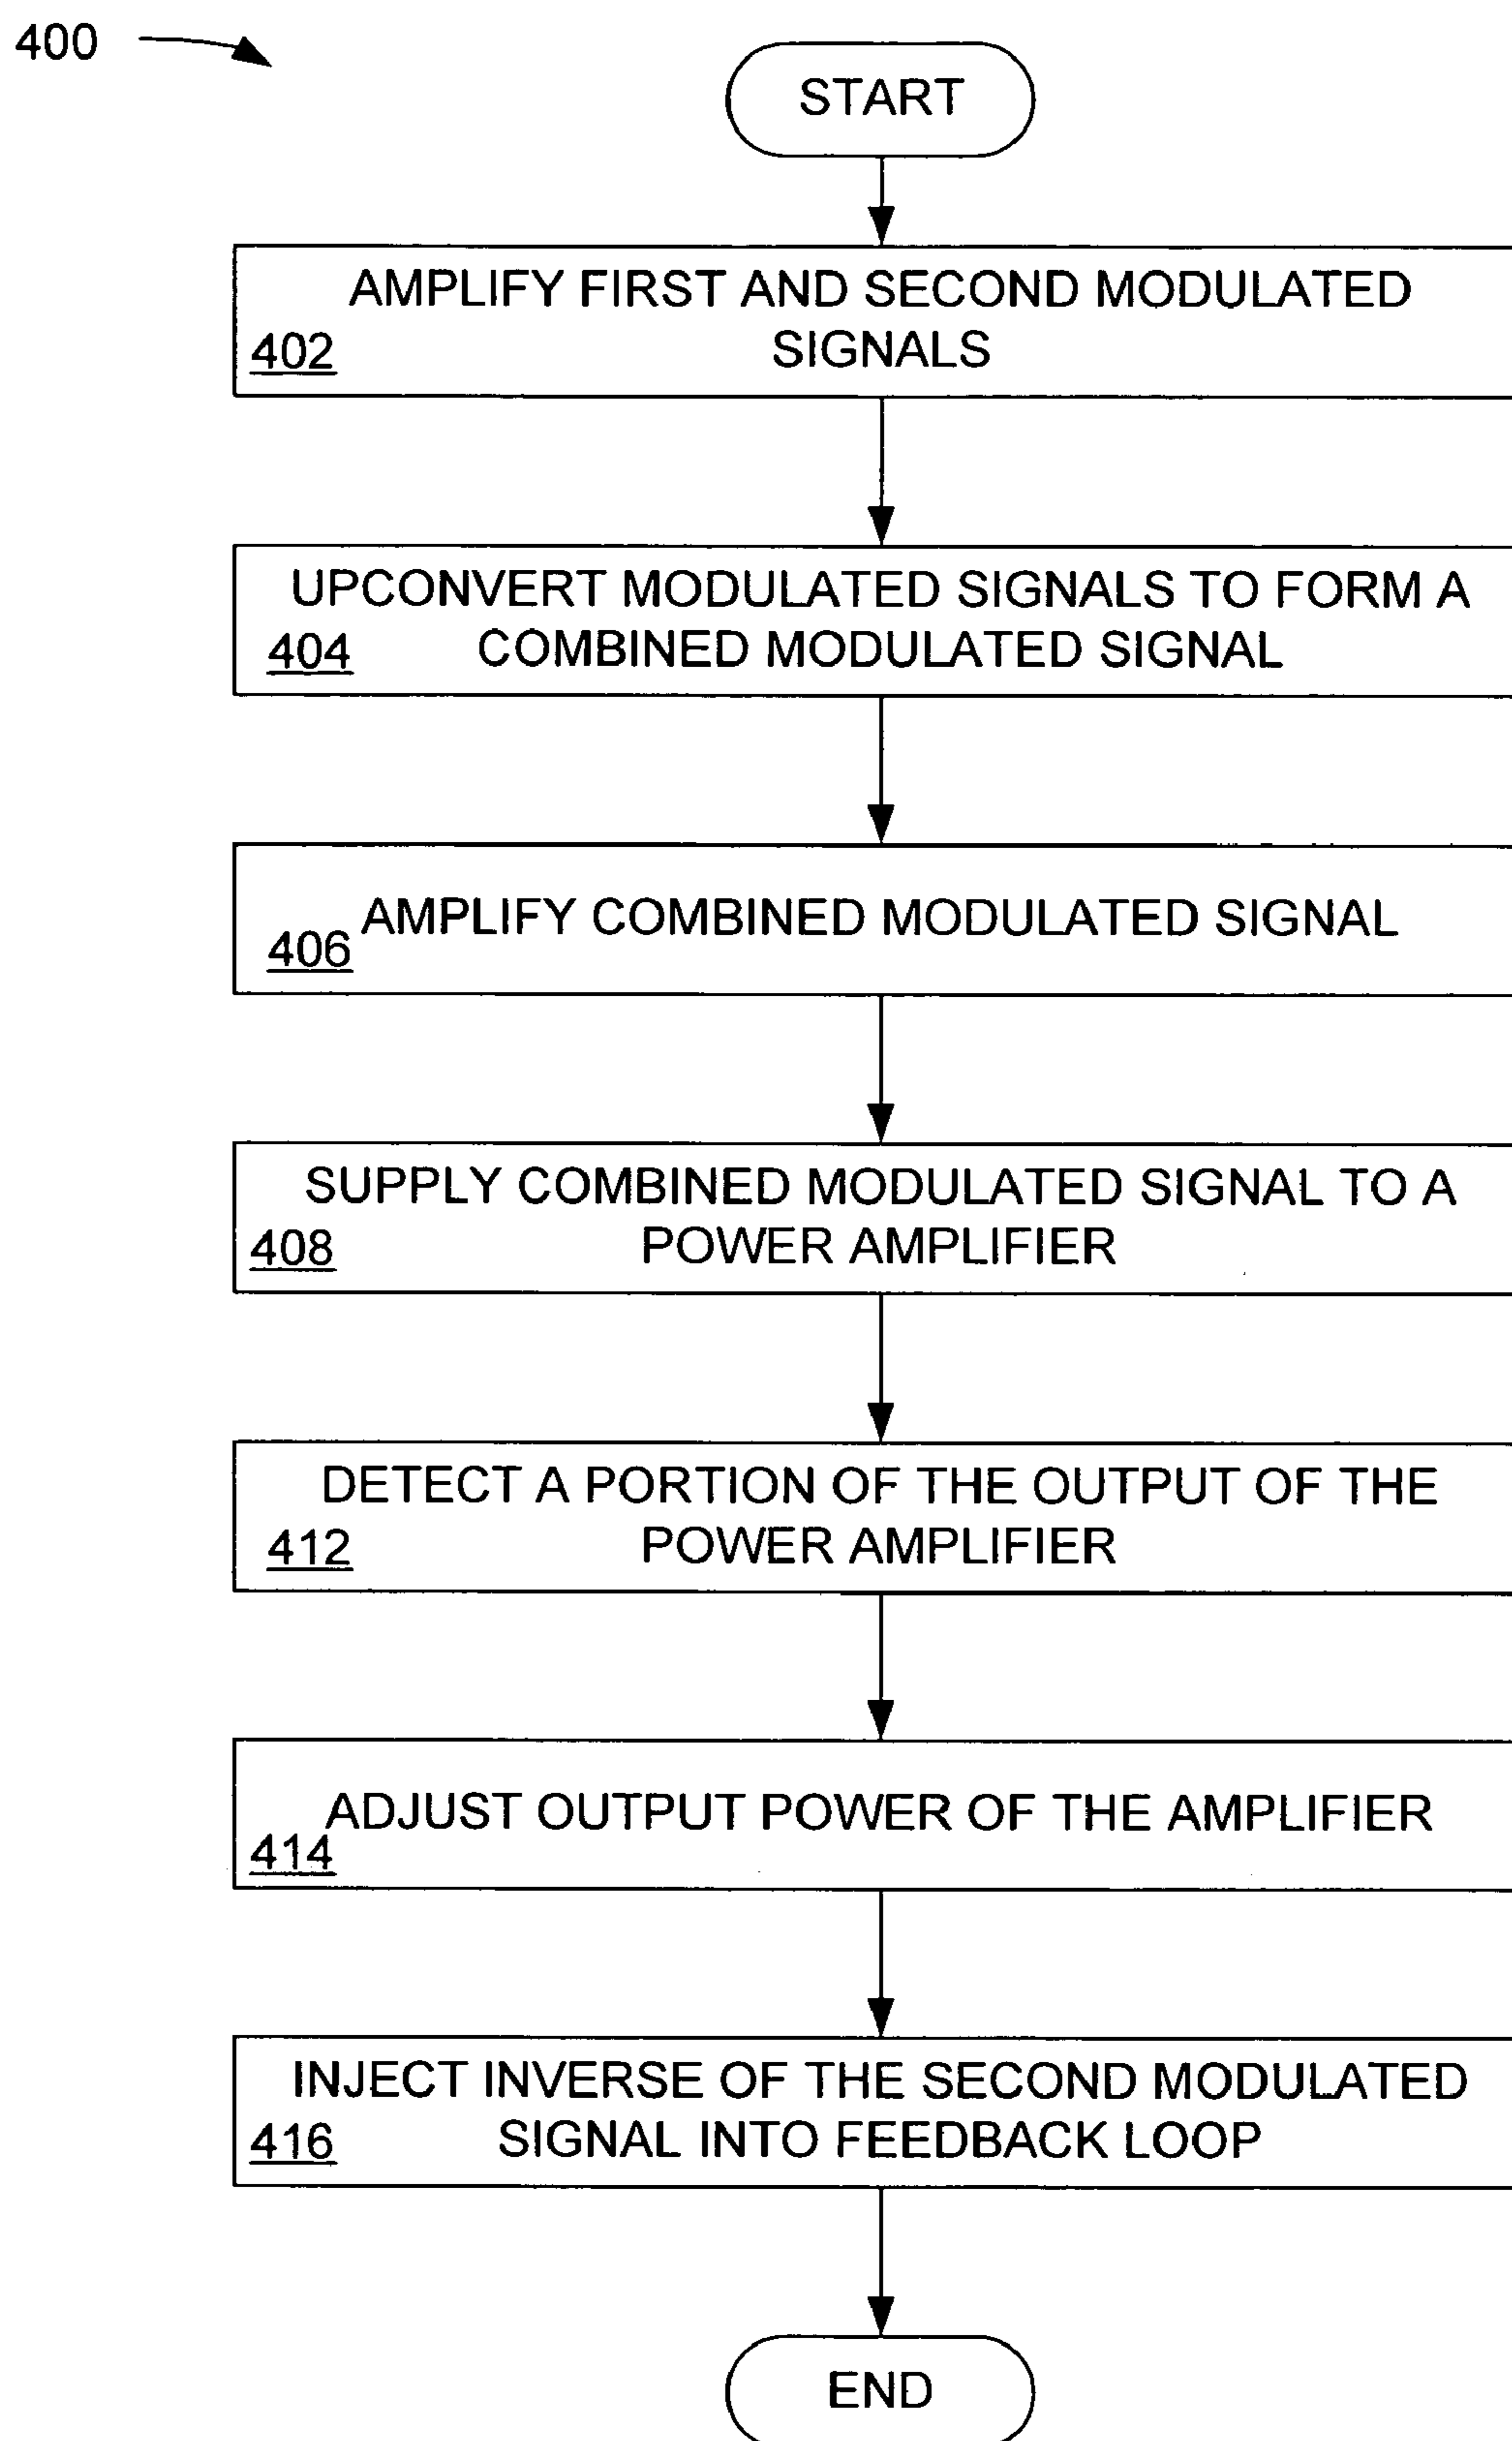 400
START
AMPLIFY FIRST AND SECOND MODULATED
SIGNALS
402
UPCONVERT MODULATED SIGNALS TO FORM A
COMBINED MODULATED SIGNAL
404
AMPLIFY COMBINED MODULATED SIGNAL
406
SUPPLY COMBINED MODULATED SIGNAL TO A
POWER AMPLIFIER
408
DETECT A PORTION OF THE OUTPUT OF THE
POWER AMPLIFIER
412
ADJUST OUTPUT POWER OF THE AMPLIFIER
414
INJECT INVERSE OF THE SECOND MODULATED
SIGNAL INTO FEEDBACK LOOP
416
END